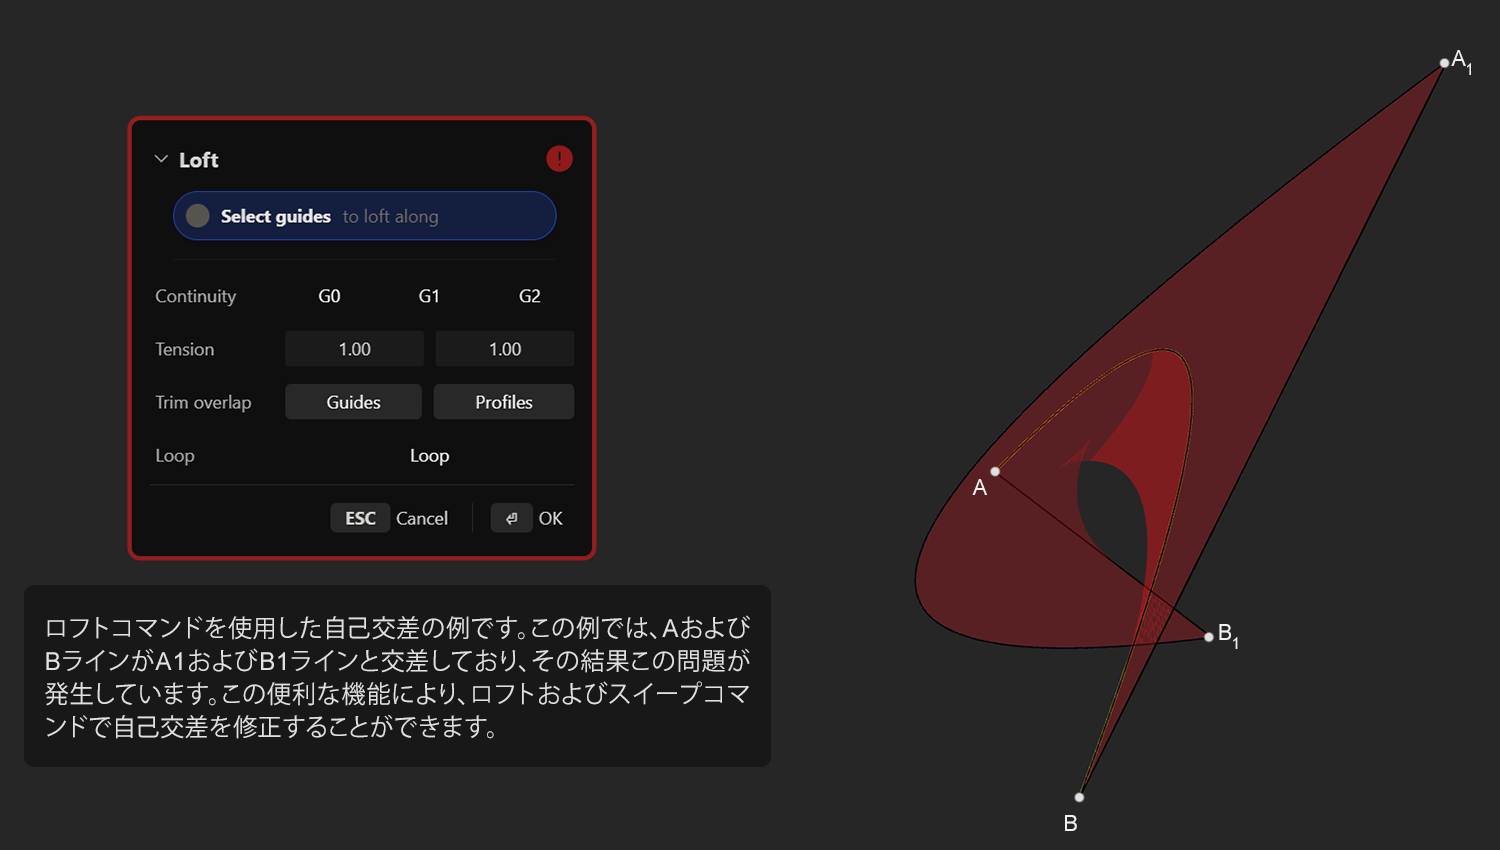 Loft
!
Select guides to loft along
Continuity G0 G1 G2
Tension 1.00 1.00
Trim overlap Guides Profiles
Loop Loop
ESC Cancel ⏎ OK
ロフトコマンドを使用した自己交差の例です。この例では、Aおよび
BラインがA1およびB1ラインと交差しており、その結果この問題が
発生しています。この便利な機能により、ロフトおよびスイープコマ
ンドで自己交差を修正することができます。
A₁
A
B₁
B